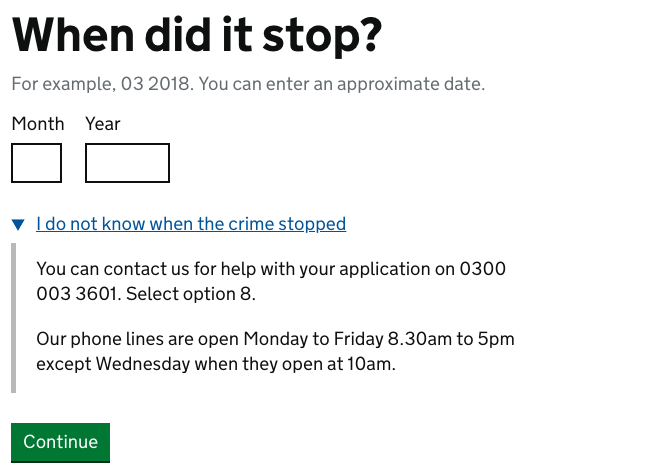 When did it stop?
For example, 03 2018. You can enter an approximate date.
Month Year
I do not know when the crime stopped
You can contact us for help with your application on 0300
003 3601. Select option 8.
Our phone lines are open Monday to Friday 8.30am to 5pm
except Wednesday when they open at 10am.
Continue